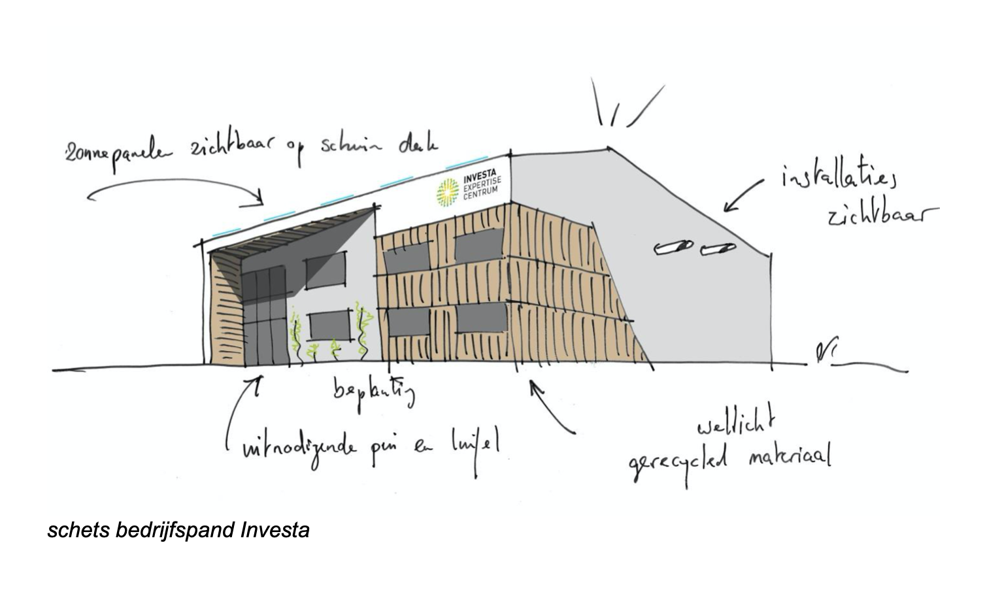 zonnepanelen zichtbaar op schuin dak
INVESTA
EXPERTISE
CENTRUM
installaties
zichtbaar
beplanting
uitnodigende pui en luifel
wellicht
gerecycled materiaal
schets bedrijfspand Investa